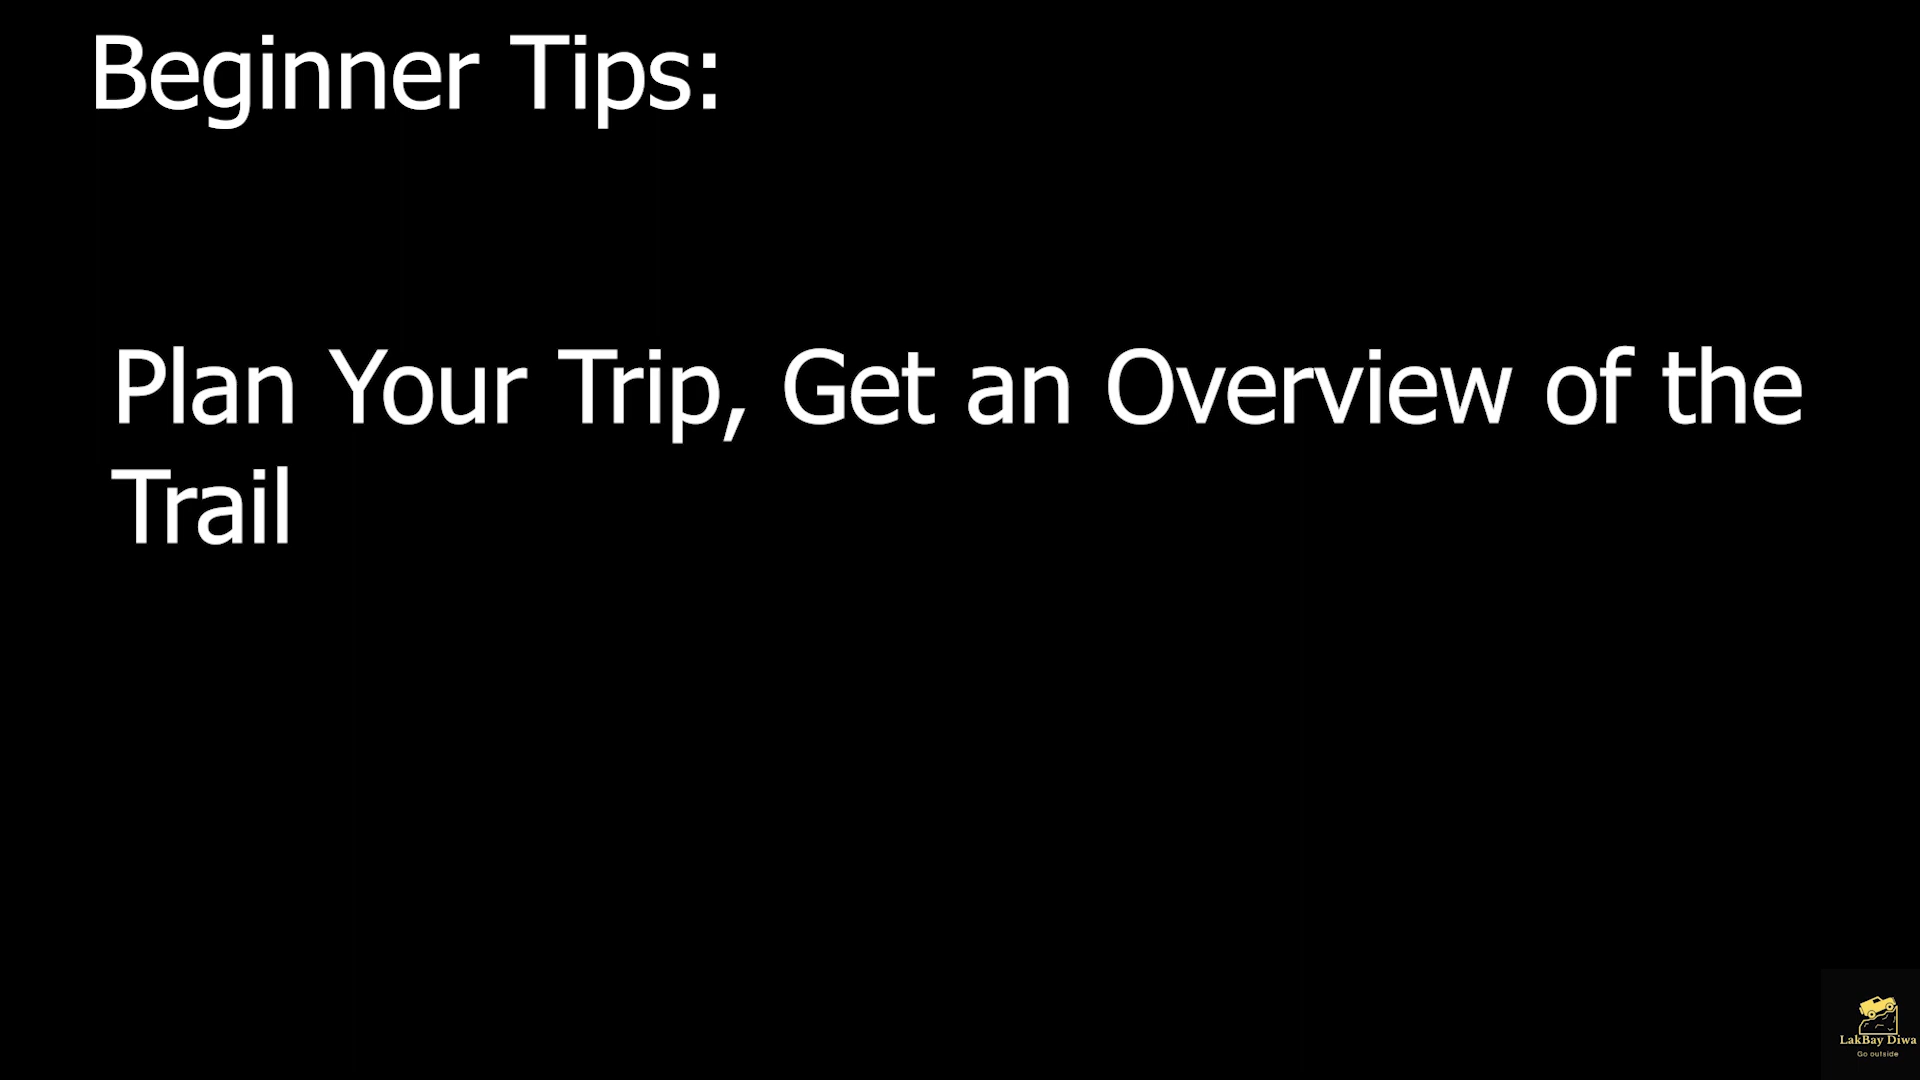 Beginner Tips:
Plan Your Trip, Get an Overview of the
Trail
LakBay Diwa
Go outside